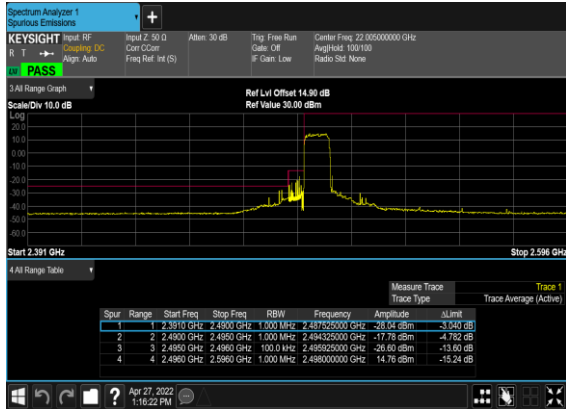 Spectrum Analyzer 1
Spurious Emissions
KEYSIGHT Input: RF Input Z: 50 Ω Atten: 30 dB Trig: Free Run Center Freq: 22.005000000 GHz
R T Coupling: DC Corr CCorr Gate: Off Avg|Hold: 100/100
Align: Auto Freq Ref: Int (S) IF Gain: Low Radio Std: None
PASS
3 All Range Graph Ref Lvl Offset 14.90 dB
Scale/Div 10.0 dB Ref Value 30.00 dBm
Log
20.0
10.0
0.00
-10.0
-20.0
-30.0
-40.0
-50.0
-60.0
Start 2.391 GHz Stop 2.596 GHz
4 All Range Table
Measure Trace Trace 1
Trace Type Trace Average (Active)
Spur Range Start Freq Stop Freq RBW Frequency Amplitude ΔLimit
1 1 2.3910 GHz 2.4900 GHz 1.000 MHz 2.487525000 GHz -28.04 dBm -3.040 dB
2 2 2.4900 GHz 2.4950 GHz 1.000 MHz 2.494325000 GHz -17.78 dBm -4.782 dB
3 3 2.4950 GHz 2.4960 GHz 100.0 kHz 2.495925000 GHz -26.60 dBm -13.60 dB
4 4 2.4960 GHz 2.5960 GHz 1.000 MHz 2.498000000 GHz 14.76 dBm -15.24 dB
Apr 27, 2022
1:16:22 PM